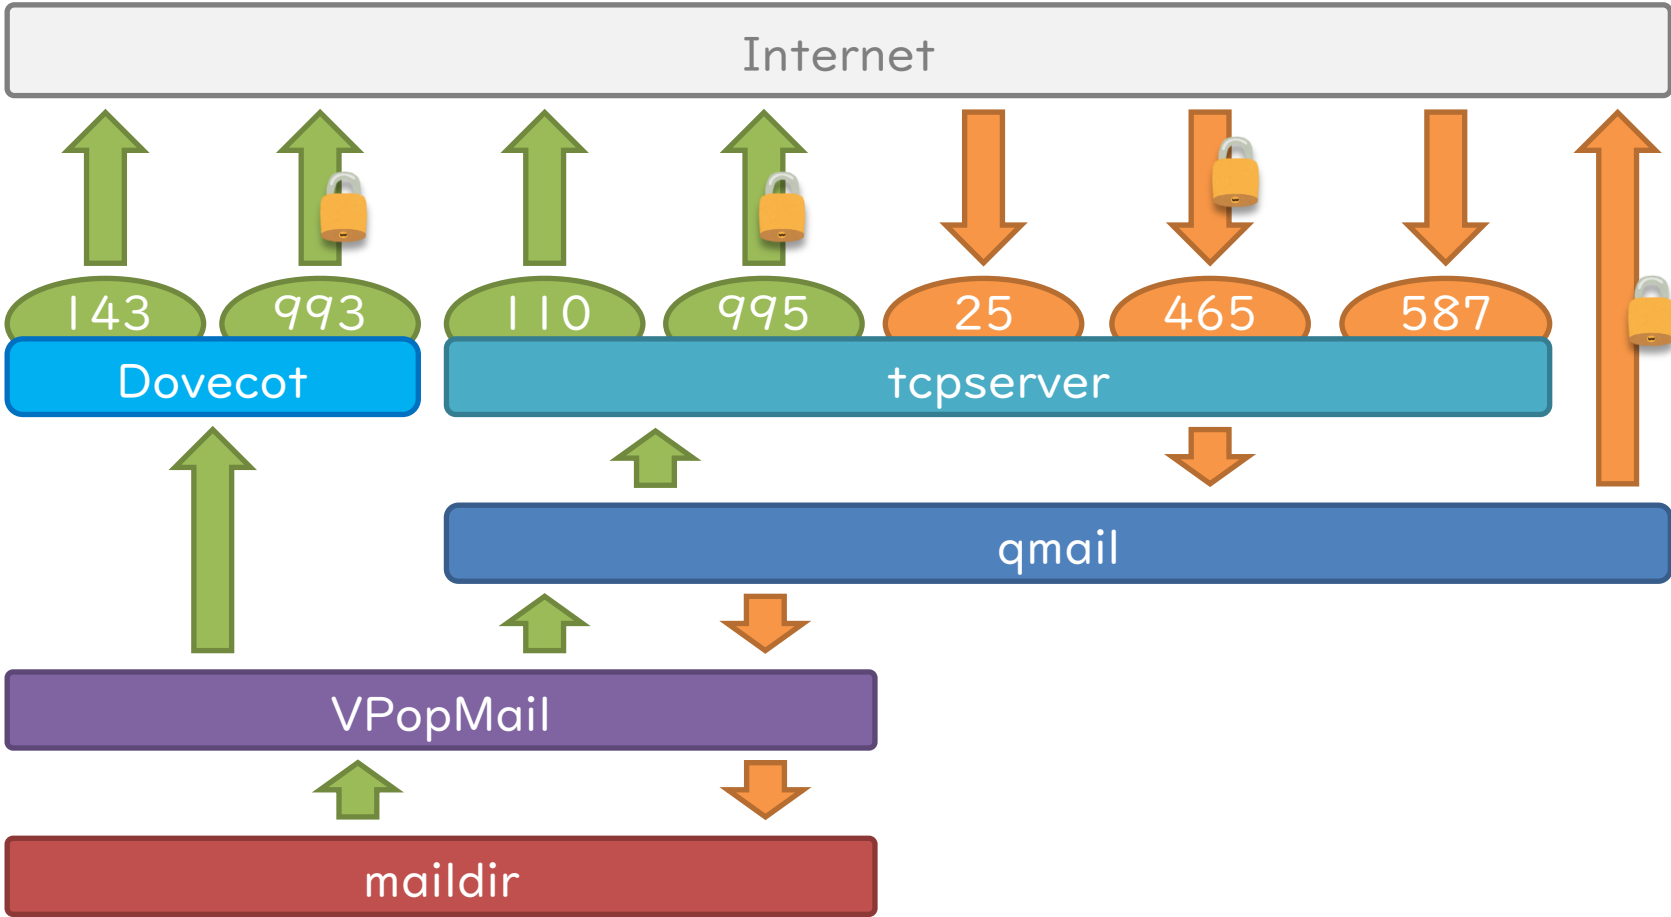 Internet
143 993 110 995 25 465 587
Dovecot tcpserver
qmail
VPopMail
maildir